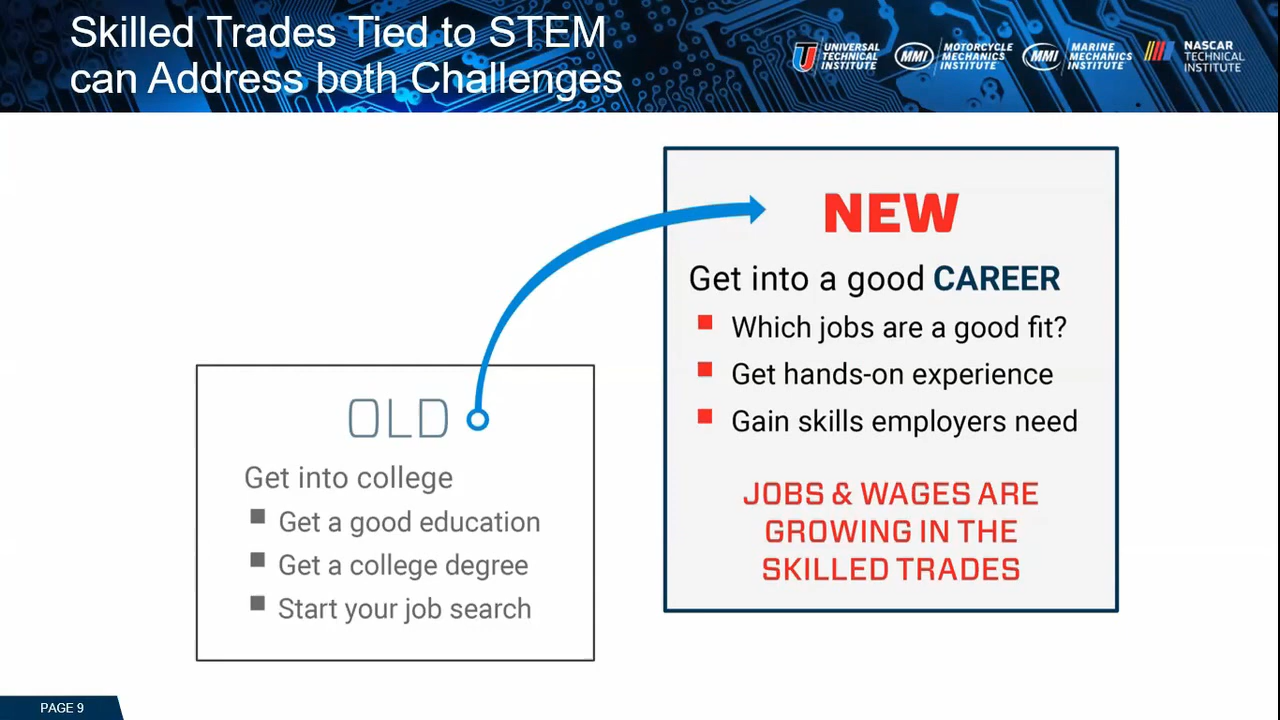 Skilled Trades Tied to STEM
can Address both Challenges
UNIVERSAL
TECHNICAL
INSTITUTE
MMI
MOTORCYCLE
MECHANICS
INSTITUTE
MMI
MARINE
MECHANICS
INSTITUTE
NASCAR
TECHNICAL
INSTITUTE
OLD
Get into college
Get a good education
Get a college degree
Start your job search
NEW
Get into a good CAREER
Which jobs are a good fit?
Get hands-on experience
Gain skills employers need
JOBS & WAGES ARE
GROWING IN THE
SKILLED TRADES
PAGE 9